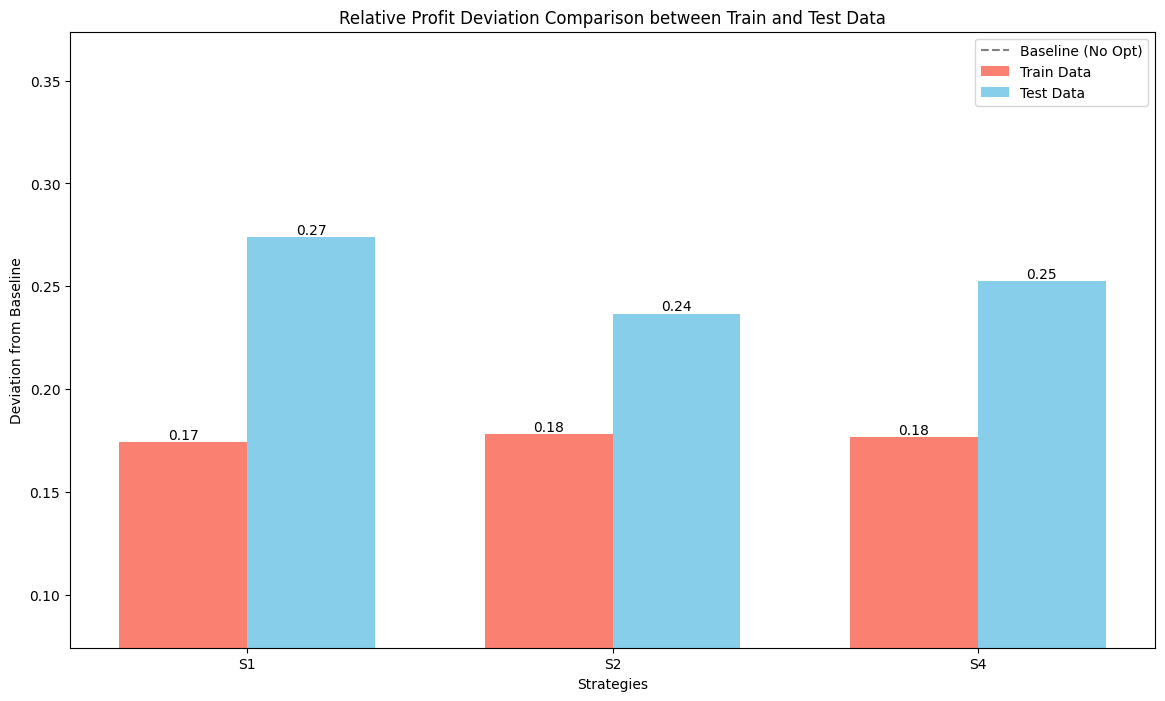 Relative Profit Deviation Comparison between Train and Test Data
Baseline (No Opt)
Train Data
Test Data
Deviation from Baseline
0.35
0.30
0.25
0.20
0.15
0.10
0.17
0.27
0.18
0.24
0.18
0.25
S1
S2
S4
Strategies